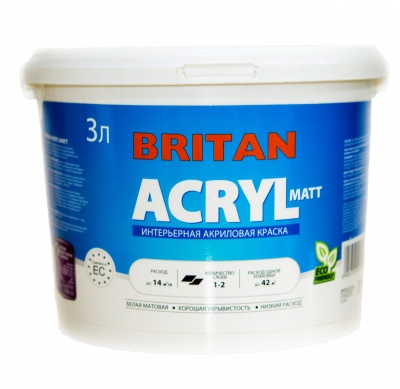 3л
BRITAN
ACRYL MATT
ИНТЕРЬЕРНАЯ АКРИЛОВАЯ КРАСКА
ECO
EC
РАСХОД
до 14 м²/л
КОЛИЧЕСТВО СЛОЕВ
1-2
РАСХОД ОДНОЙ УПАКОВКИ
до 42 м²
БЕЛАЯ МАТОВАЯ • ХОРОШАЯ УКРЫВИСТОСТЬ • НИЗКИЙ РАСХОД